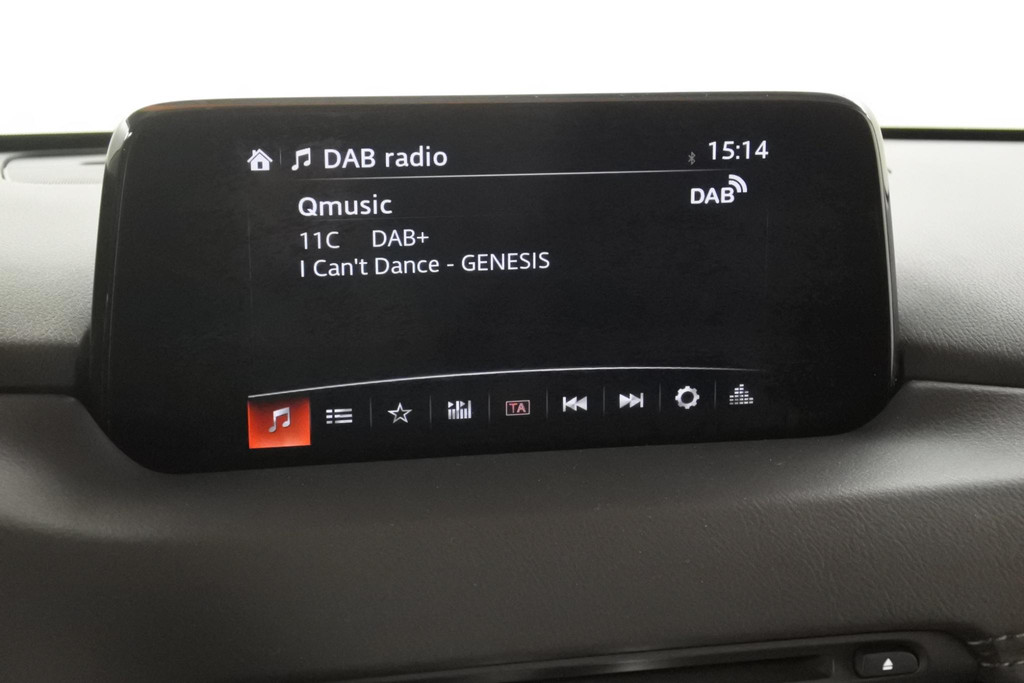 DAB radio 15:14
Qmusic DAB
11C DAB+
I Can't Dance - GENESIS
TA